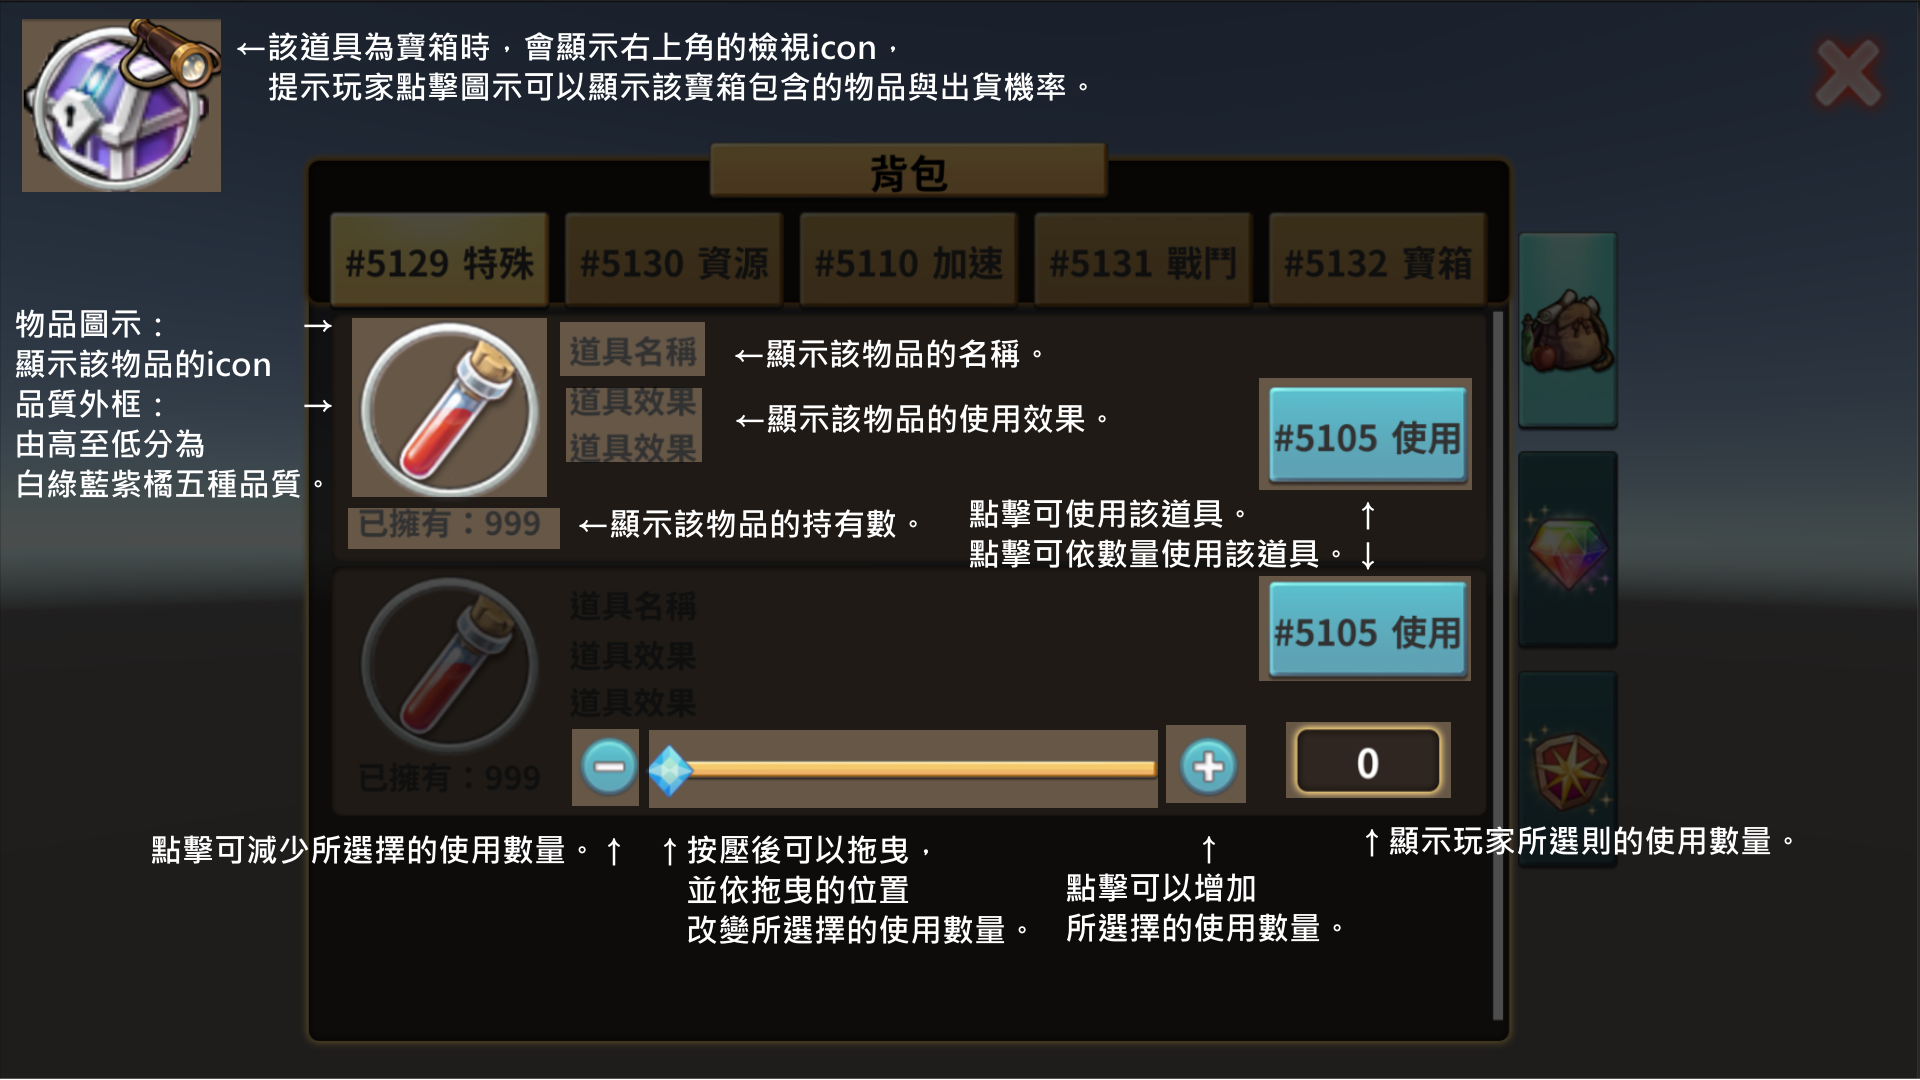 ←該道具為寶箱時，會顯示右上角的檢視icon，
提示玩家點擊圖示可以顯示該寶箱包含的物品與出貨機率。
背包
#5129 特殊
#5130 資源
#5110 加速
#5131 戰鬥
#5132 寶箱
物品圖示： →
顯示該物品的icon
品質外框： →
由高至低分為
白綠藍紫橘五種品質。
道具名稱
←顯示該物品的名稱。
道具效果
道具效果
←顯示該物品的使用效果。
#5105 使用
已擁有：999
←顯示該物品的持有數。
點擊可使用該道具。 ↑
點擊可依數量使用該道具。↓
道具名稱
道具效果
道具效果
#5105 使用
已擁有：999
0
點擊可減少所選擇的使用數量。↑
↑按壓後可以拖曳，
並依拖曳的位置
改變所選擇的使用數量。
↑
點擊可以增加
所選擇的使用數量。
↑顯示玩家所選則的使用數量。